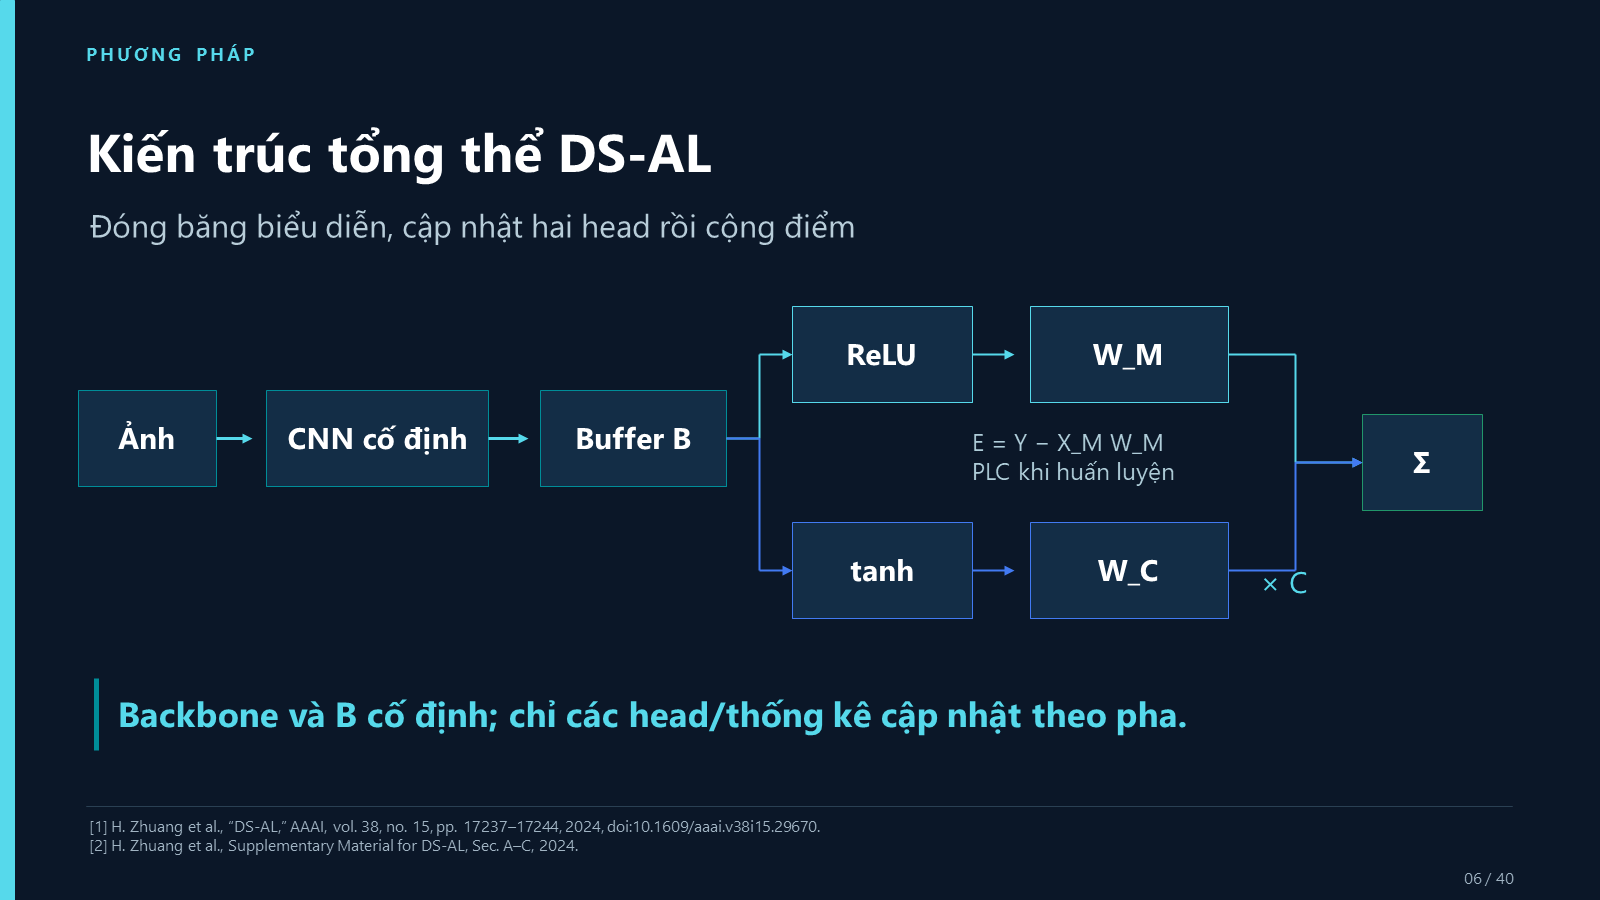 PHƯƠNG PHÁP
Kiến trúc tổng thể DS-AL
Đóng băng biểu diễn, cập nhật hai head rồi cộng điểm
Ảnh
CNN cố định
Buffer B
ReLU
W_M
E = Y − X_M W_M
PLC khi huấn luyện
tanh
W_C
× C
Σ
Backbone và B cố định; chỉ các head/thống kê cập nhật theo pha.
[1] H. Zhuang et al., “DS-AL,” AAAI, vol. 38, no. 15, pp. 17237–17244, 2024, doi:10.1609/aaai.v38i15.29670.
[2] H. Zhuang et al., Supplementary Material for DS-AL, Sec. A–C, 2024.
06 / 40